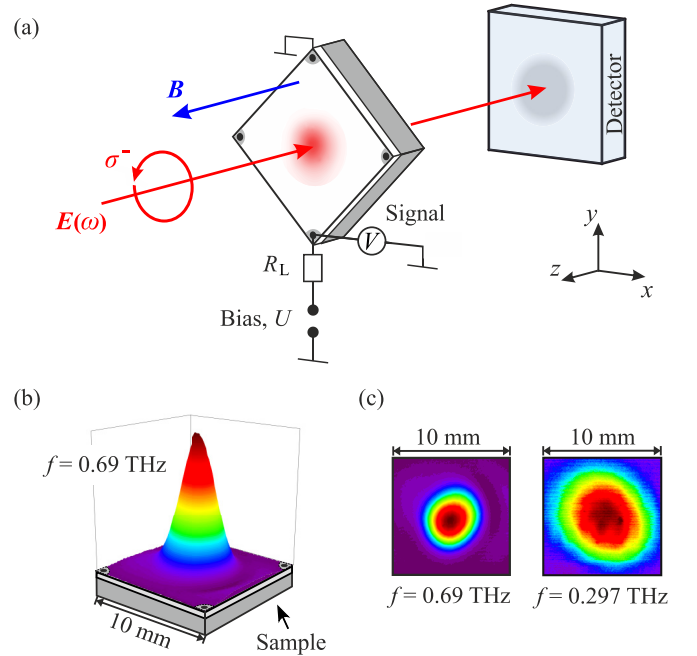 (a)
B
σ⁻
E(ω)
Detector
Signal
V
R_L
Bias, U
y
z
x
(b)
f = 0.69 THz
10 mm
Sample
(c)
10 mm 10 mm
f = 0.69 THz f = 0.297 THz